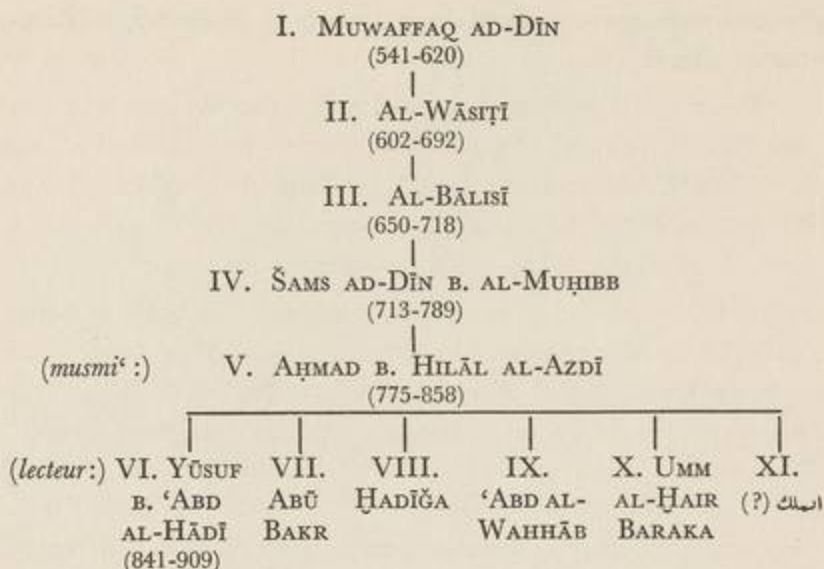 I. MUWAFFAQ AD-DĪN
(541-620)
II. AL-WĀSIṬĪ
(602-692)
III. AL-BĀLISĪ
(650-718)
IV. ŠAMS AD-DĪN B. AL-MUḤIBB
(713-789)
(musmiʿ :) V. AḤMAD B. HILĀL AL-AZDĪ
(775-858)
(lecteur:) VI. YŪSUF VII. VIII. IX. X. UMM XI.
B. ʿABD ABŪ ḪADĪǦA ʿABD AL- AL-ḪAIR (?)
AL-HĀDĪ BAKR WAHHĀB BARAKA
(841-909)